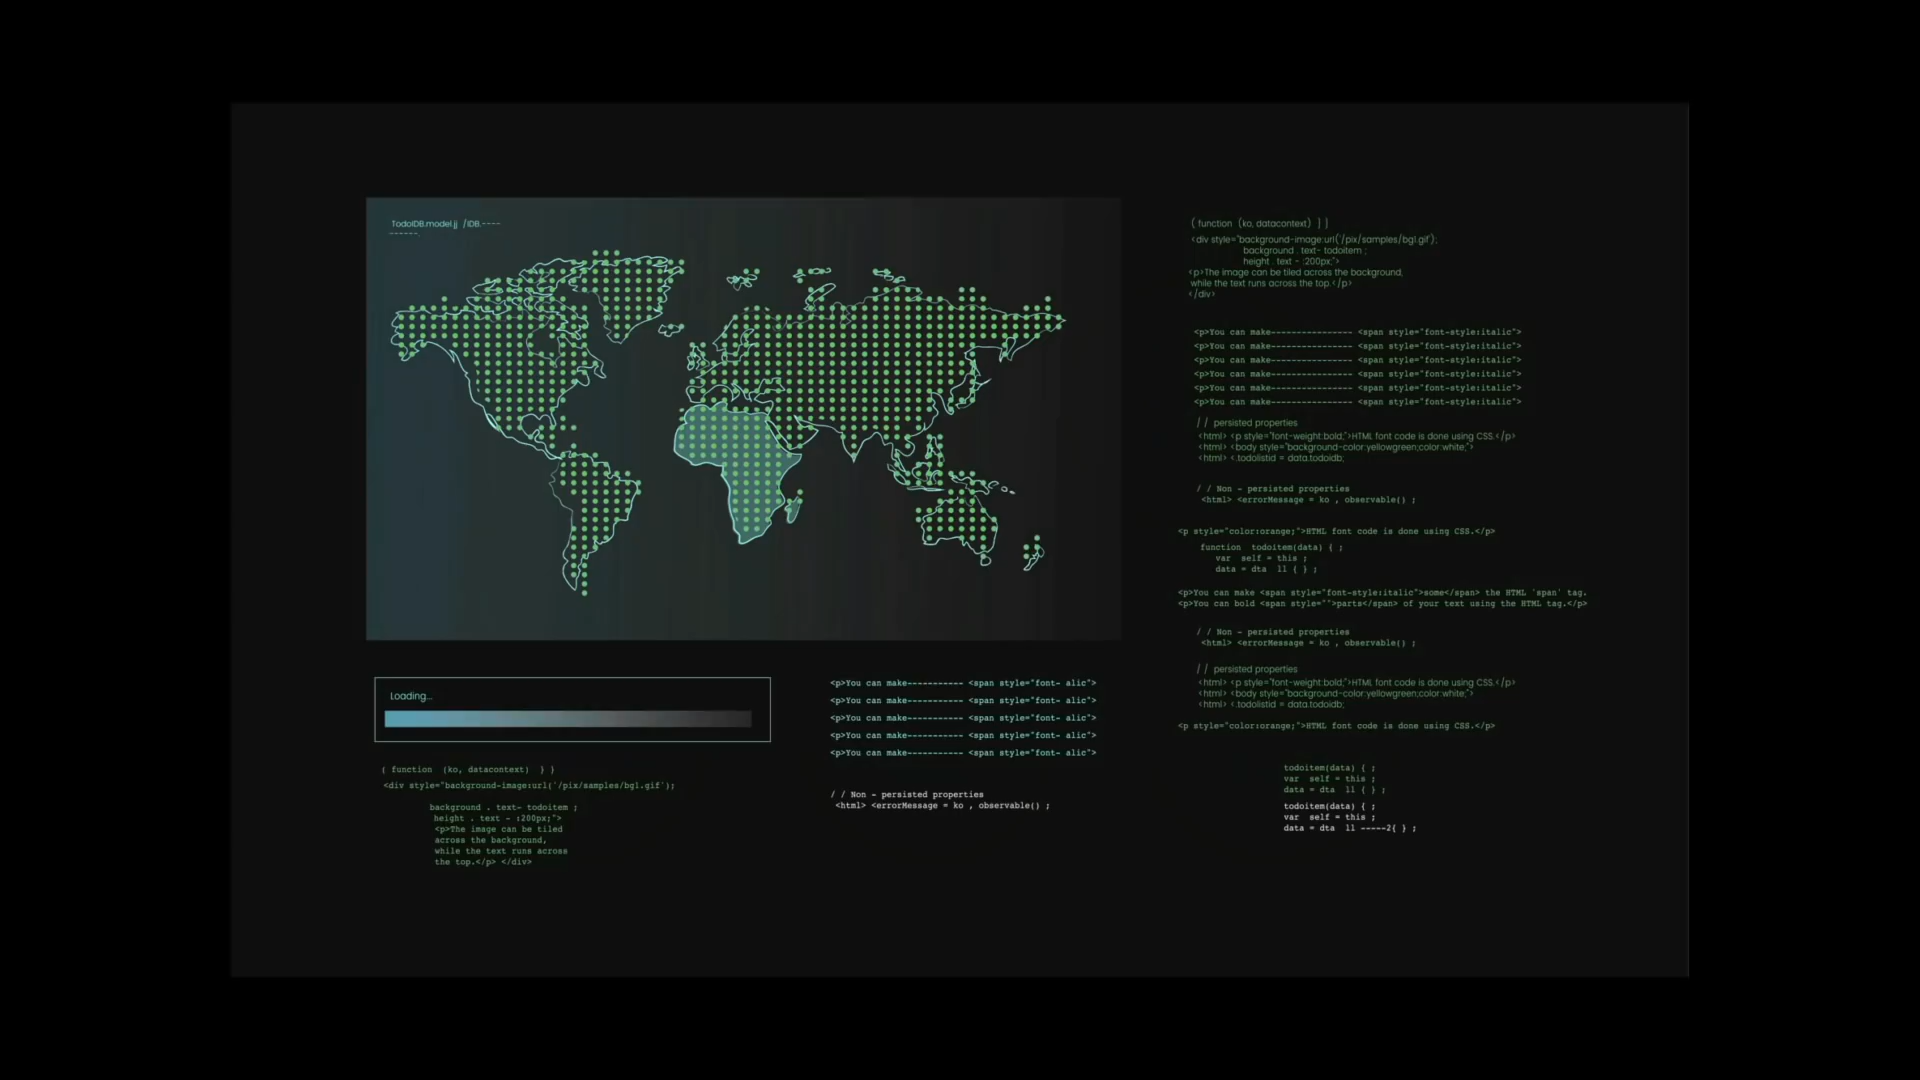 TodoIDB.model.jj /IDB.----
------.
Loading...
( function (ko, datacontext) } )
<div style="background-image:url('/pix/samples/bg1.gif');
background . text- todoitem ;
height . text - :200px;">
<p>The image can be tiled
across the background,
while the text runs across
the top.</p> </div>
<p>You can make----------- <span style="font- alic">
<p>You can make----------- <span style="font- alic">
<p>You can make----------- <span style="font- alic">
<p>You can make----------- <span style="font- alic">
<p>You can make----------- <span style="font- alic">
/ / Non - persisted properties
<html> <errorMessage = ko , observable() ;
( function (ko, datacontext) } )
<div style="background-image:url('/pix/samples/bg1.gif');
background . text- todoitem ;
height . text - :200px;">
<p>The image can be tiled across the background,
while the text runs across the top.</p>
</div>
<p>You can make---------------- <span style="font-style:italic">
<p>You can make---------------- <span style="font-style:italic">
<p>You can make---------------- <span style="font-style:italic">
<p>You can make---------------- <span style="font-style:italic">
<p>You can make---------------- <span style="font-style:italic">
<p>You can make---------------- <span style="font-style:italic">
/ / persisted properties
<html> <p style="font-weight:bold;">HTML font code is done using CSS.</p>
<html> <body style="background-color:yellowgreen;color:white;">
<html> <.todolistid = data.todoidb;
/ / Non - persisted properties
<html> <errorMessage = ko , observable() ;
<p style="color:orange;">HTML font code is done using CSS.</p>
function todoitem(data) { ;
var self = this ;
data = dta 11 { } ;
<p>You can make <span style="font-style:italic">some</span> the HTML 'span' tag.
<p>You can bold <span style="">parts</span> of your text using the HTML tag.</p>
/ / Non - persisted properties
<html> <errorMessage = ko , observable() ;
/ / persisted properties
<html> <p style="font-weight:bold;">HTML font code is done using CSS.</p>
<html> <body style="background-color:yellowgreen;color:white;">
<html> <.todolistid = data.todoidb;
<p style="color:orange;">HTML font code is done using CSS.</p>
todoitem(data) { ;
var self = this ;
data = dta 11 { } ;
todoitem(data) { ;
var self = this ;
data = dta 11 -----2{ } ;